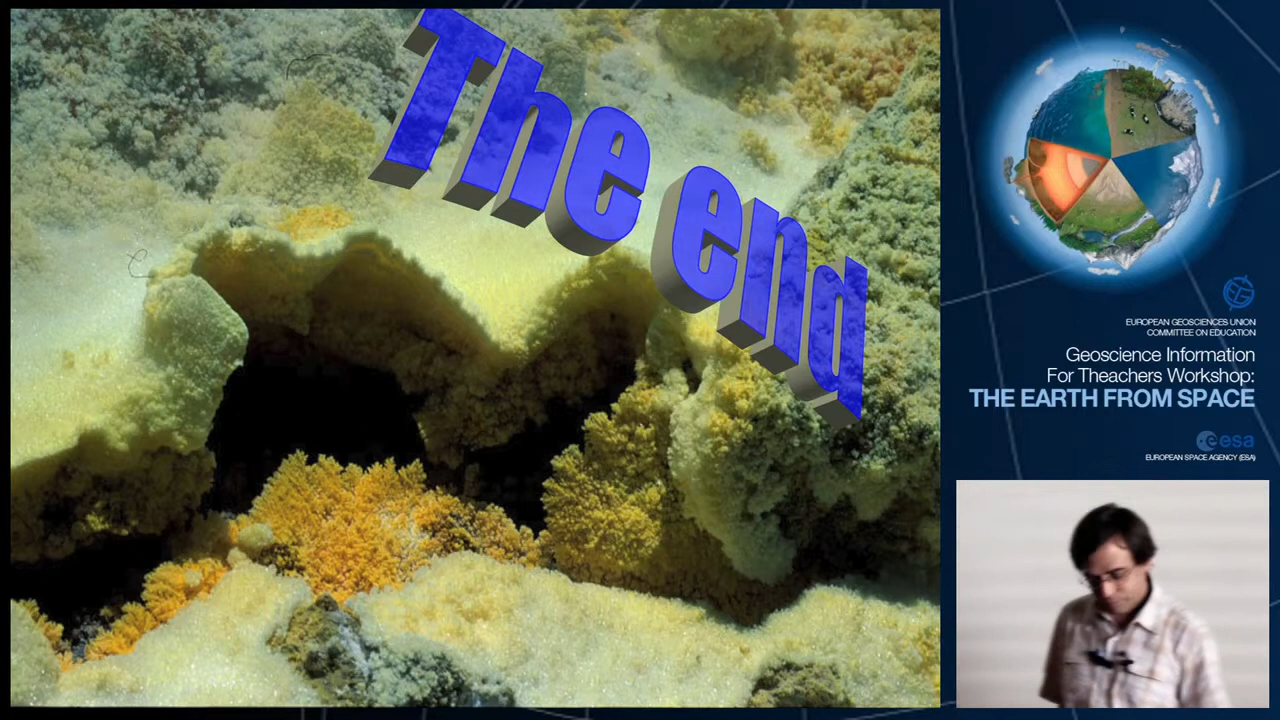 The end
EUROPEAN GEOSCIENCES UNION
COMMITTEE ON EDUCATION
Geoscience Information
For Theachers Workshop:
THE EARTH FROM SPACE
esa
EUROPEAN SPACE AGENCY (ESA)